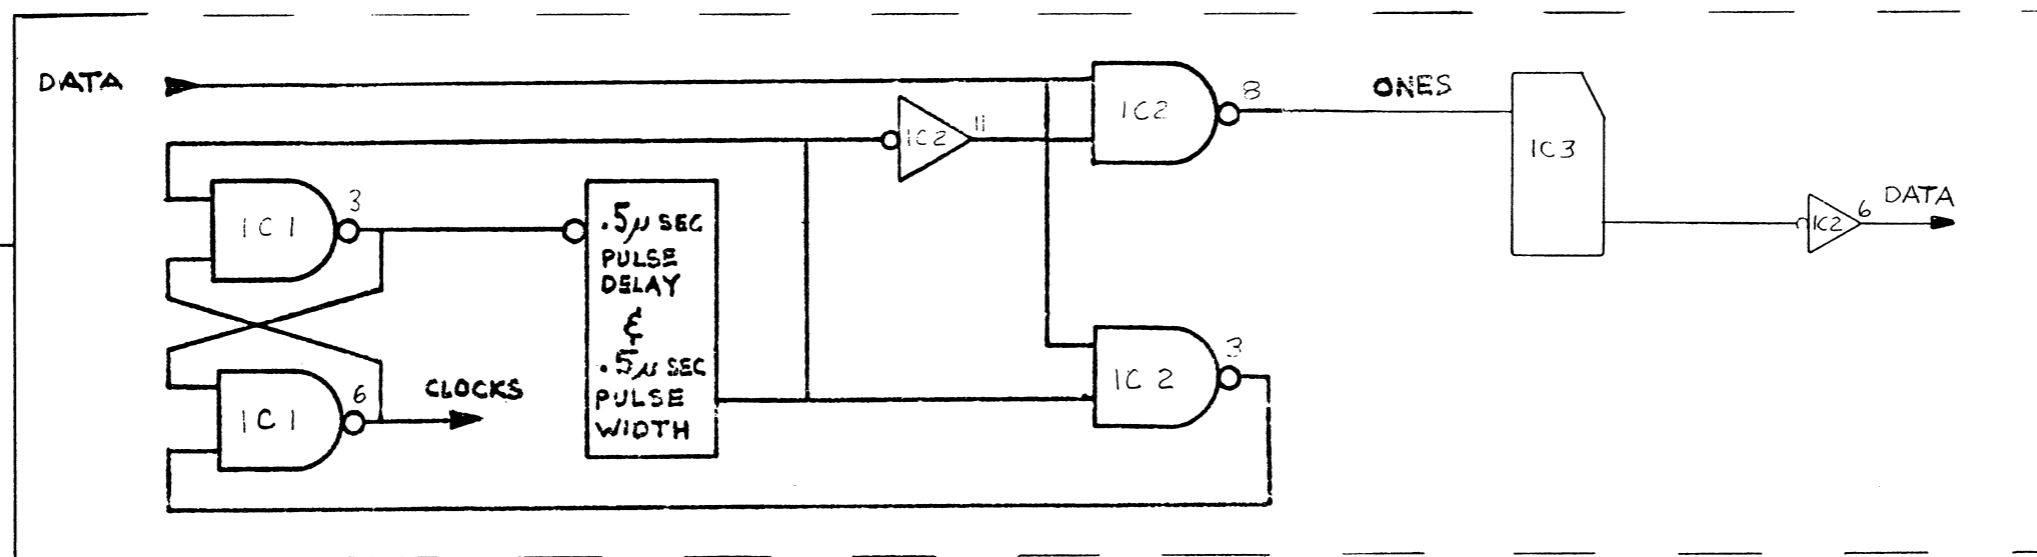 DATA
IC2
8
ONES
IC2
11
IC3
IC1
3
.5μ SEC
PULSE
DELAY
&
.5μ SEC
PULSE
WIDTH
6
DATA
IC2
IC2
3
IC1
6
CLOCKS